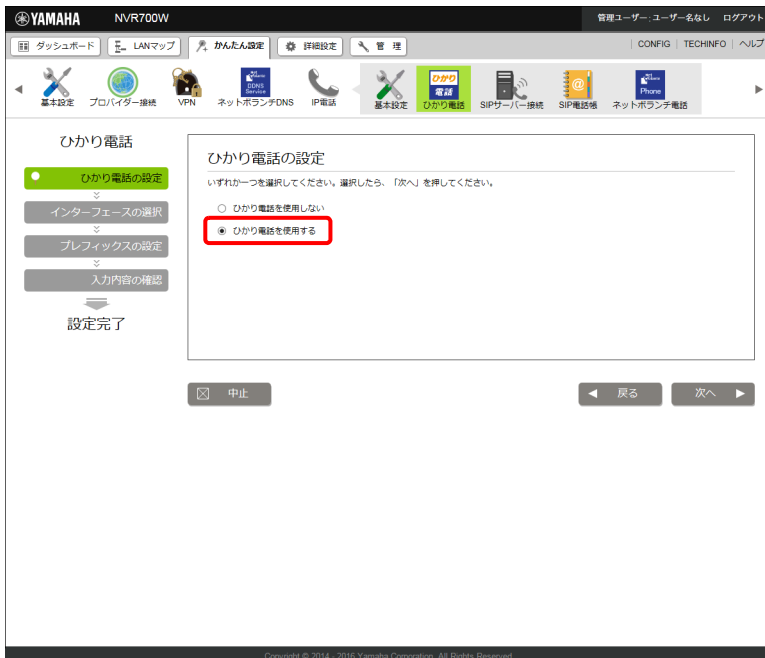 YAMAHA NVR700W 管理ユーザー:ユーザー名なし ログアウト
ダッシュボード LANマップ かんたん設定 詳細設定 管 理 CONFIG | TECHINFO | ヘルプ
DDNS Service ひかり電話 @ Phone
基本設定 プロバイダー接続 VPN ネットボランチDNS IP電話 基本設定 ひかり電話 SIPサーバー接続 SIP電話帳 ネットボランチ電話
ひかり電話
ひかり電話の設定
インターフェースの選択
プレフィックスの設定
入力内容の確認
設定完了
ひかり電話の設定
いずれか一つを選択してください。選択したら、「次へ」を押してください。
ひかり電話を使用しない
ひかり電話を使用する
中止 戻る 次へ
Copyright © 2014 - 2016 Yamaha Corporation. All Rights Reserved.